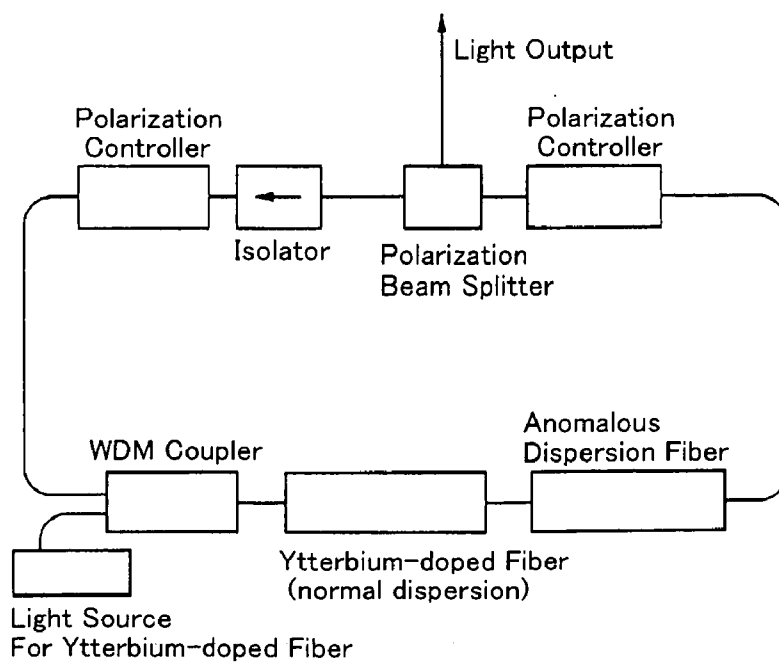 Light Output
Polarization
Controller
Polarization
Controller
Isolator
Polarization
Beam Splitter
WDM Coupler
Anomalous
Dispersion Fiber
Ytterbium-doped Fiber
(normal dispersion)
Light Source
For Ytterbium-doped Fiber